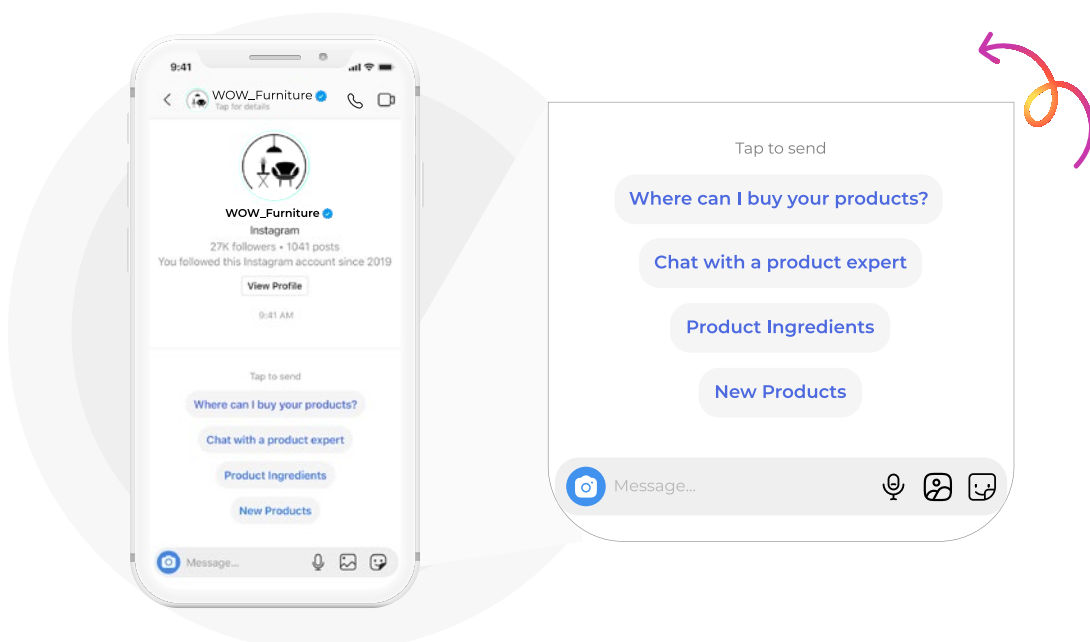 9:41
WOW_Furniture
Tap for details
WOW_Furniture
Instagram
27K followers • 1041 posts
You followed this Instagram account since 2019
View Profile
9:41 AM
Tap to send
Where can I buy your products?
Chat with a product expert
Product Ingredients
New Products
Message...
Tap to send
Where can I buy your products?
Chat with a product expert
Product Ingredients
New Products
Message...